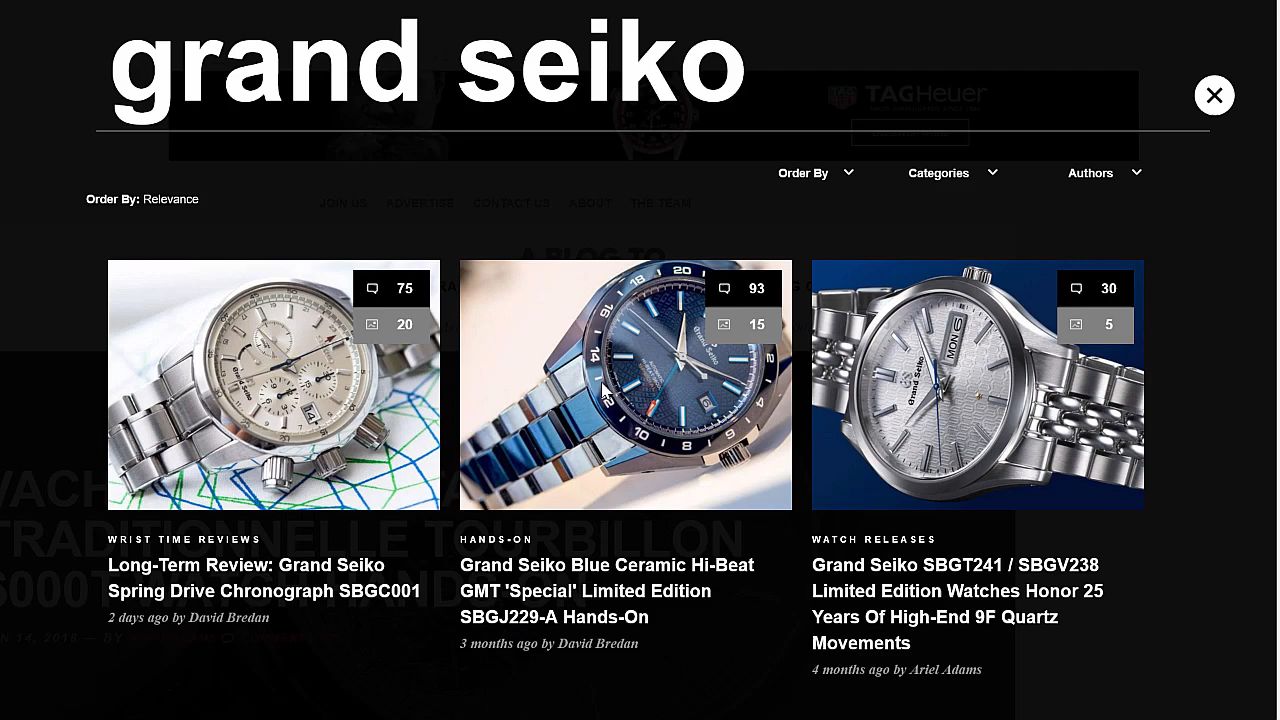 grand seiko
TAGHeuer
Order By
Categories
Authors
Order By: Relevance
JOIN US ADVERTISE CONTACT US ABOUT THE TEAM
A BLOG TO
75
20
93
15
30
5
WRIST TIME REVIEWS
Long-Term Review: Grand Seiko
Spring Drive Chronograph SBGC001
2 days ago by David Bredan
HANDS-ON
Grand Seiko Blue Ceramic Hi-Beat
GMT 'Special' Limited Edition
SBGJ229-A Hands-On
3 months ago by David Bredan
WATCH RELEASES
Grand Seiko SBGT241 / SBGV238
Limited Edition Watches Honor 25
Years Of High-End 9F Quartz
Movements
4 months ago by Ariel Adams
TRADITIONNELLE TOURBILLON